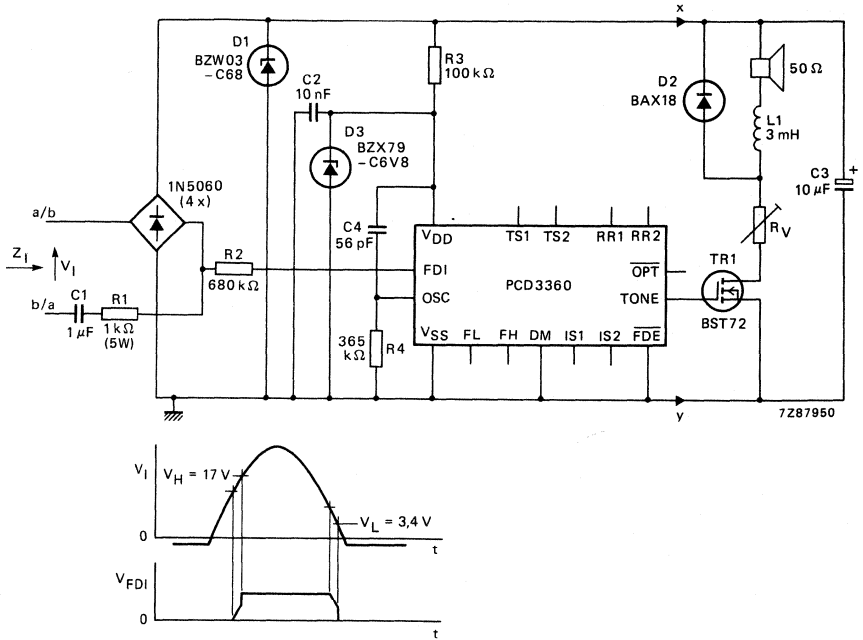 x
D1
BZW03
-C68
C2
10 nF
R3
100 kΩ
D2
BAX18
50 Ω
L1
3 mH
D3
BZX79
-C6V8
1N5060
(4 x)
C3
10 µF
+
a/b
C4
56 pF
VDD
TS1
TS2
RR1
RR2
RV
ZI
VI
R2
680 kΩ
FDI
PCD3360
OPT
TR1
b/a
C1
1 µF
R1
1 kΩ
(5W)
OSC
TONE
BST72
365
kΩ
R4
VSS
FL
FH
DM
IS1
IS2
FDE
y
7Z87950
VI
VH = 17 V
VL = 3,4 V
0
t
VFDI
0
t